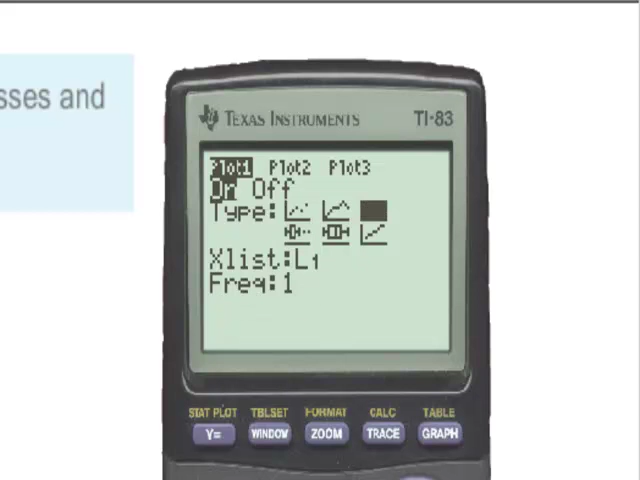 sses and
TEXAS INSTRUMENTS TI-83
Plot1 Plot2 Plot3
On Off
Type:
Xlist:L1
Freq:1
STAT PLOT TBLSET FORMAT CALC TABLE
Y= WINDOW ZOOM TRACE GRAPH